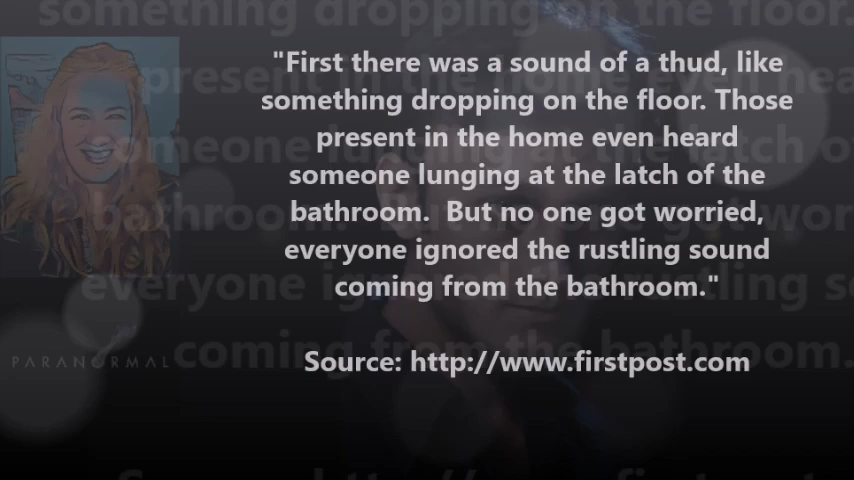 "First there was a sound of a thud, like
something dropping on the floor. Those
present in the home even heard
someone lunging at the latch of the
bathroom.  But no one got worried,
everyone ignored the rustling sound
coming from the bathroom."
Source: http://www.firstpost.com
PARANORMAL